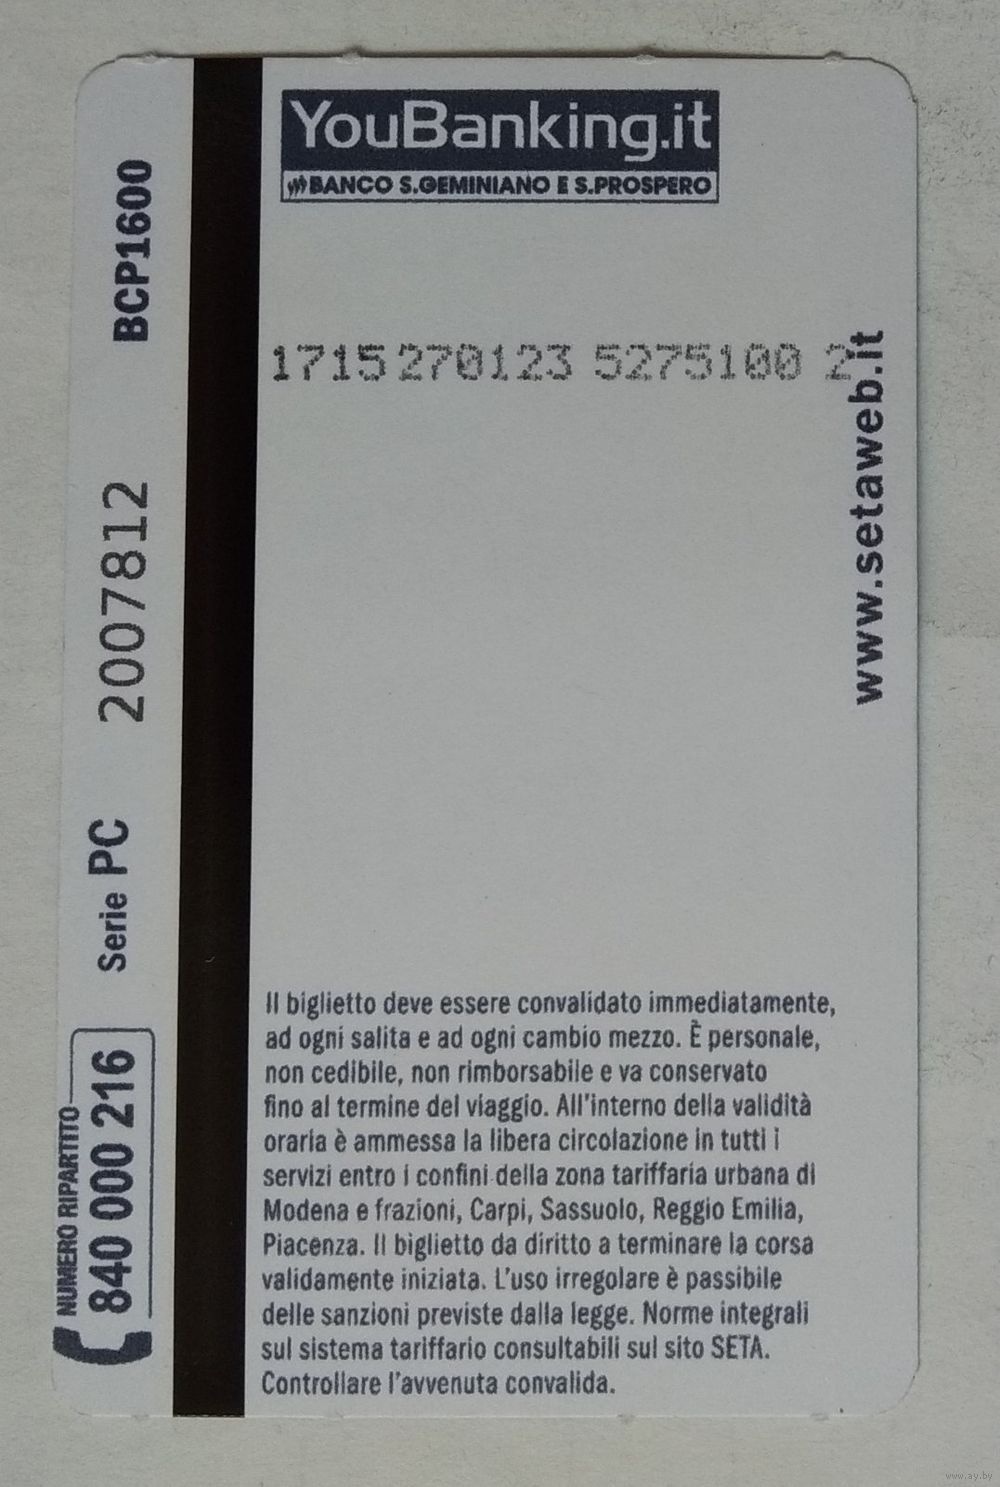 YouBanking.it
BANCO S.GEMINIANO E S.PROSPERO
1715 270123 5275100 2
www.setaweb.it
BCP1600
2007812
Serie PC
NUMERO RIPARTITO
840 000 216
Il biglietto deve essere convalidato immediatamente,
ad ogni salita e ad ogni cambio mezzo. È personale,
non cedibile, non rimborsabile e va conservato
fino al termine del viaggio. All'interno della validità
oraria è ammessa la libera circolazione in tutti i
servizi entro i confini della zona tariffaria urbana di
Modena e frazioni, Carpi, Sassuolo, Reggio Emilia,
Piacenza. Il biglietto da diritto a terminare la corsa
validamente iniziata. L'uso irregolare è passibile
delle sanzioni previste dalla legge. Norme integrali
sul sistema tariffario consultabili sul sito SETA.
Controllare l'avvenuta convalida.
www.ay.by